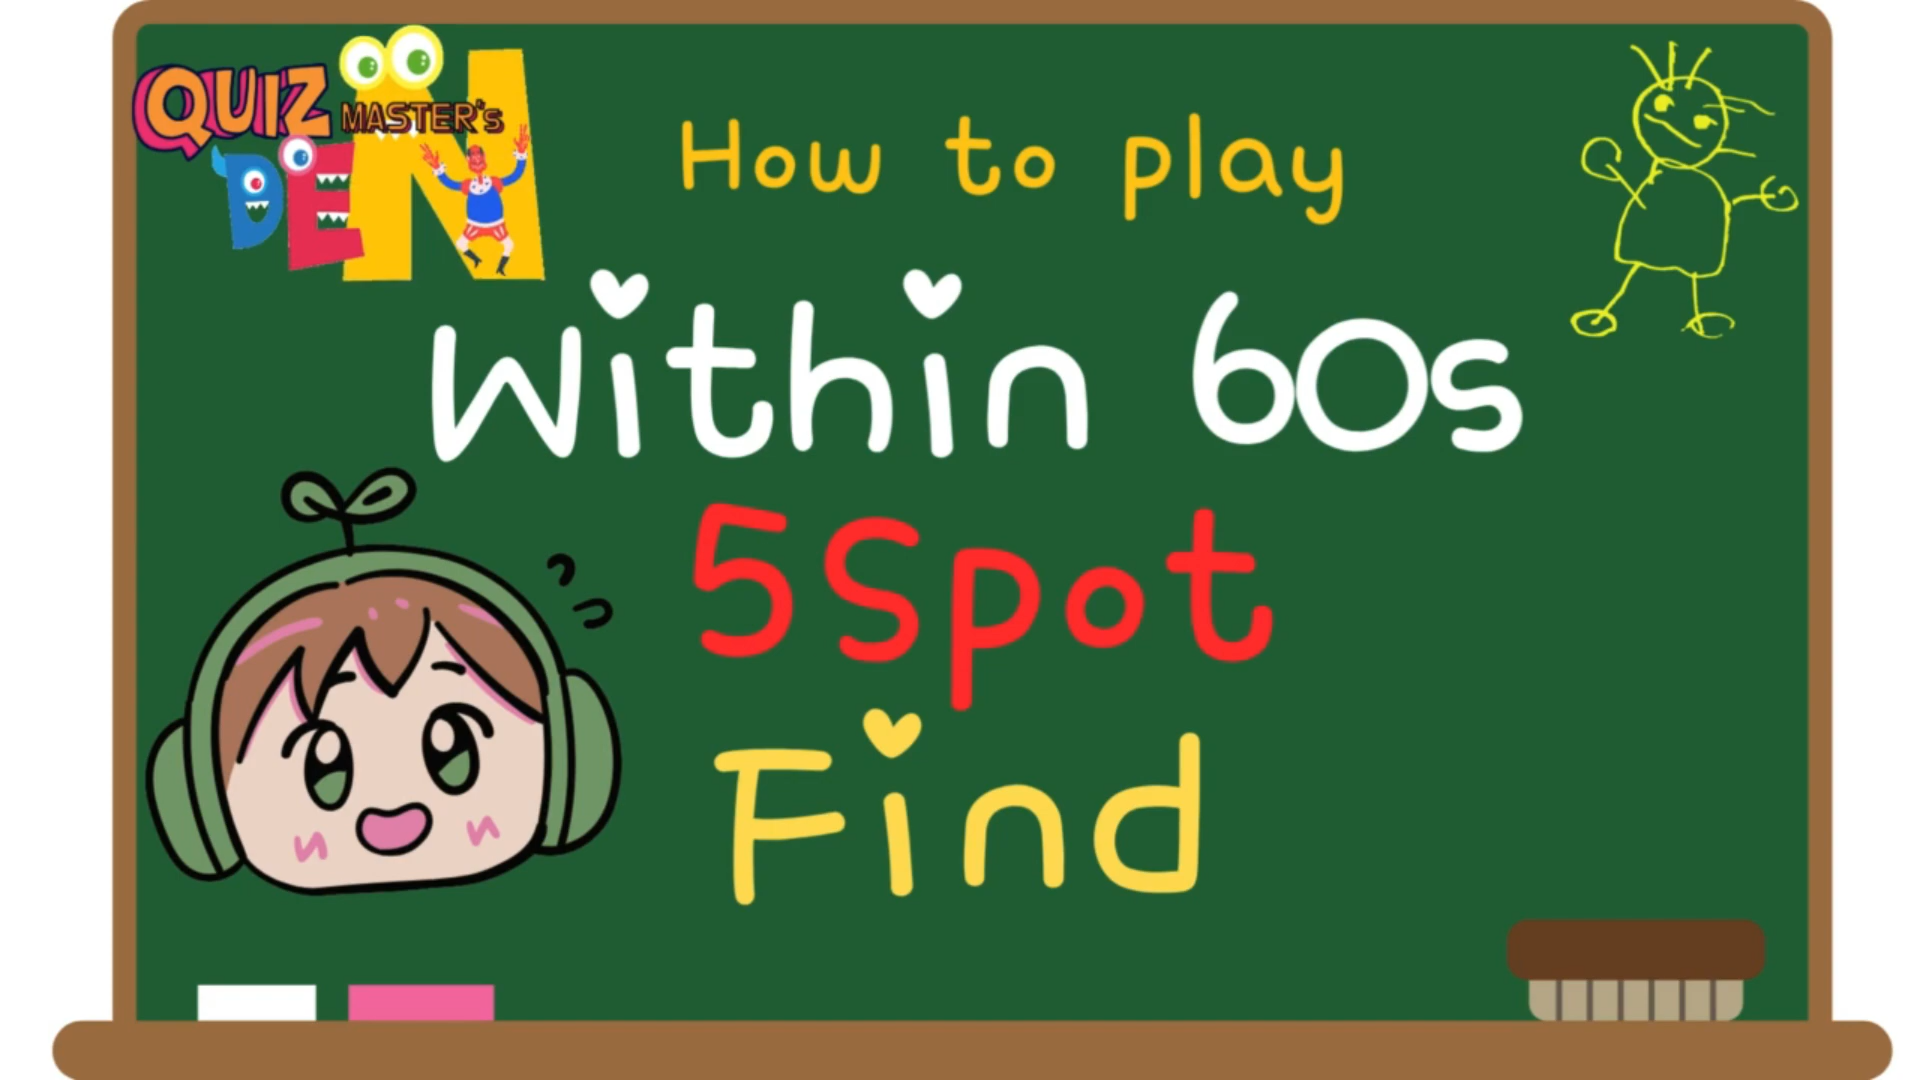 QUIZ MASTER's
DEN
How to play
Within 60s
5Spot
Find